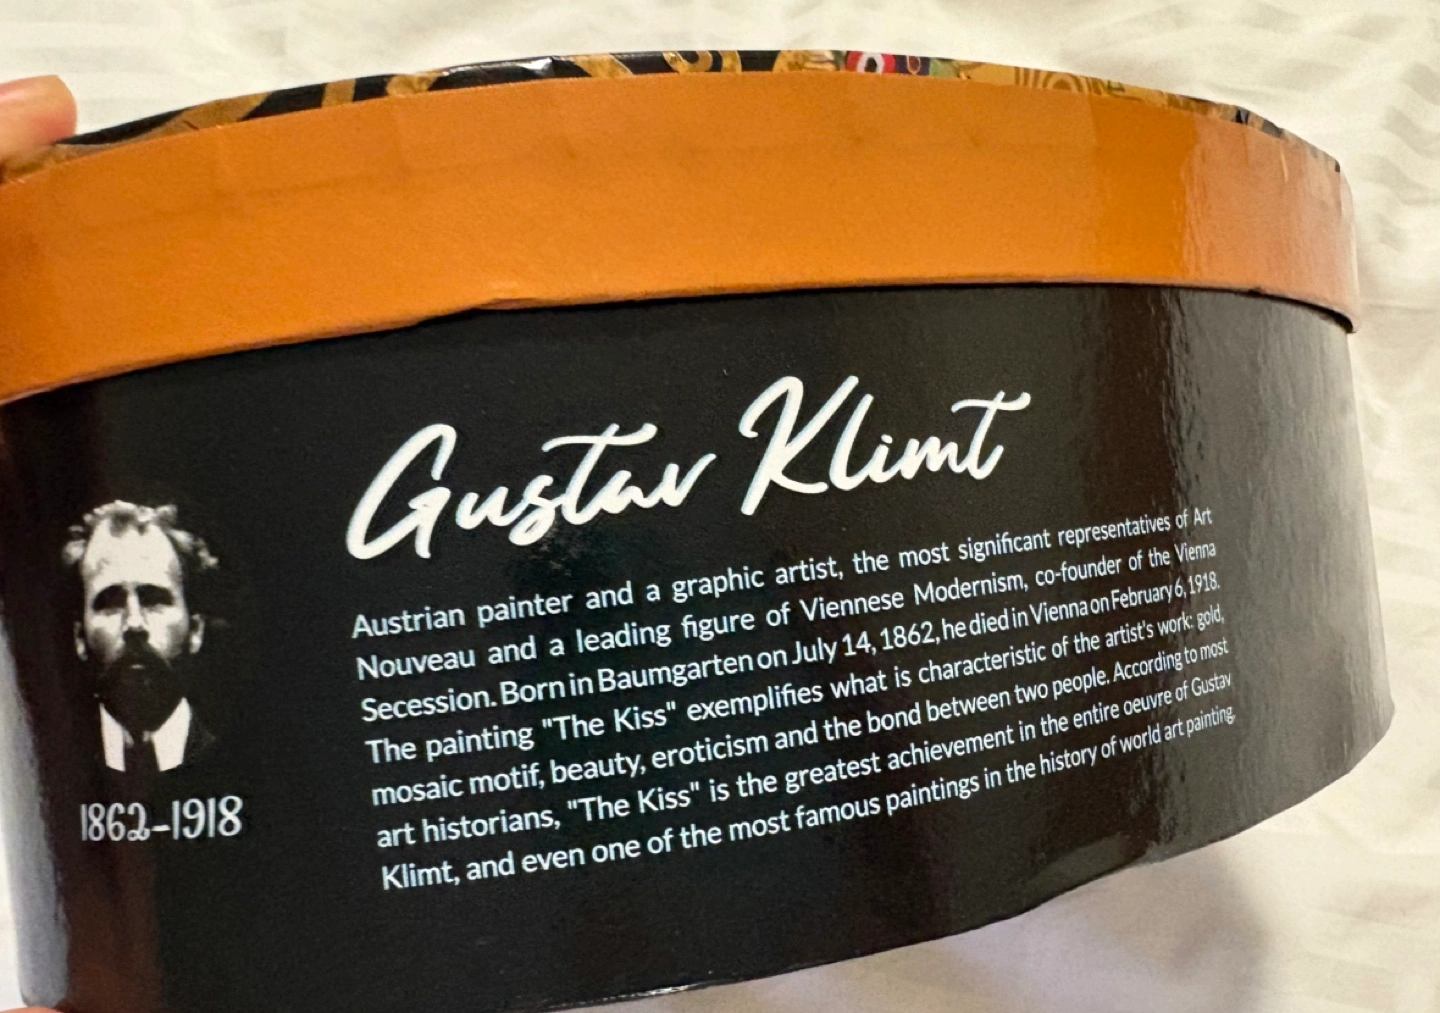 Gustav Klimt
Austrian painter and a graphic artist, the most significant representatives of Art
Nouveau and a leading figure of Viennese Modernism, co-founder of the Vienna
Secession. Born in Baumgarten on July 14, 1862, he died in Vienna on February 6, 1918.
The painting "The Kiss" exemplifies what is characteristic of the artist's work: gold,
mosaic motif, beauty, eroticism and the bond between two people. According to most
art historians, "The Kiss" is the greatest achievement in the entire oeuvre of Gustav
Klimt, and even one of the most famous paintings in the history of world art painting.
1862-1918